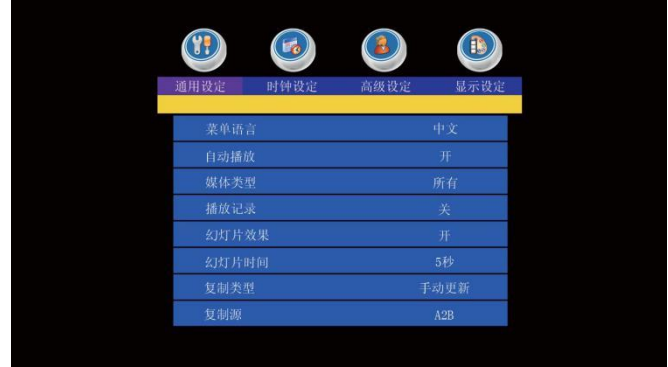 通用设定 时钟设定 高级设定 显示设定
菜单语言 中文
自动播放 开
媒体类型 所有
播放记录 关
幻灯片效果 开
幻灯片时间 5秒
复制类型 手动更新
复制源 A2B